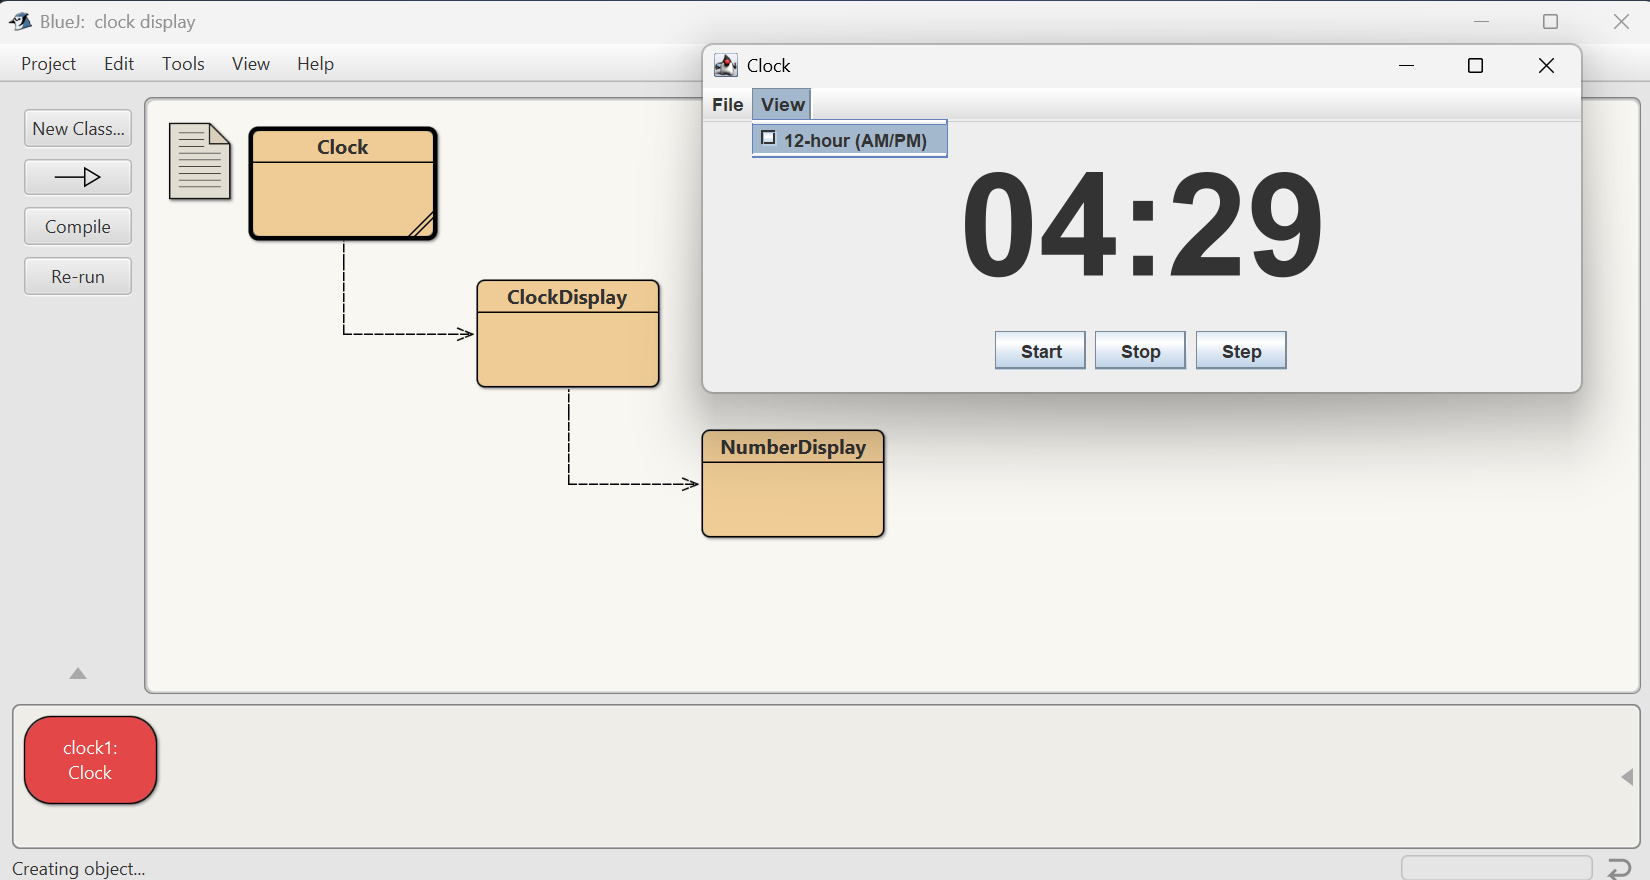 BlueJ: clock display
Project Edit Tools View Help
New Class...
Compile
Re-run
Clock
ClockDisplay
NumberDisplay
Clock
File View
12-hour (AM/PM)
04:29
Start Stop Step
clock1:
Clock
Creating object...